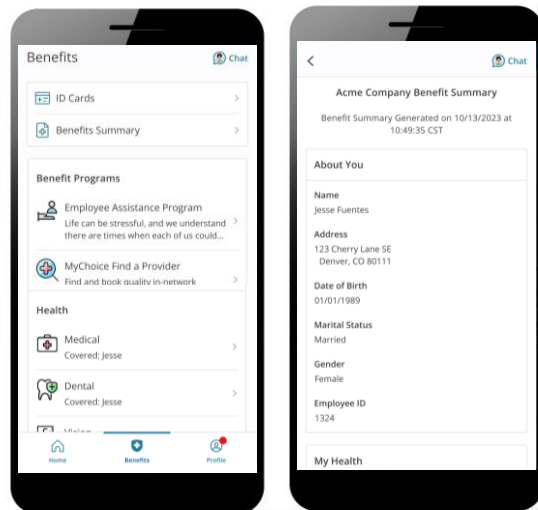 Benefits
Chat
ID Cards
Benefits Summary
Benefit Programs
Employee Assistance Program
Life can be stressful, and we understand
there are times when each of us could...
MyChoice Find a Provider
Find and book quality in-network
Health
Medical
Covered: Jesse
Dental
Covered: Jesse
Vision
Home
Benefits
Profile
Chat
Acme Company Benefit Summary
Benefit Summary Generated on 10/13/2023 at
10:49:35 CST
About You
Name
Jesse Fuentes
Address
123 Cherry Lane SE
Denver, CO 80111
Date of Birth
01/01/1989
Marital Status
Married
Gender
Female
Employee ID
1324
My Health